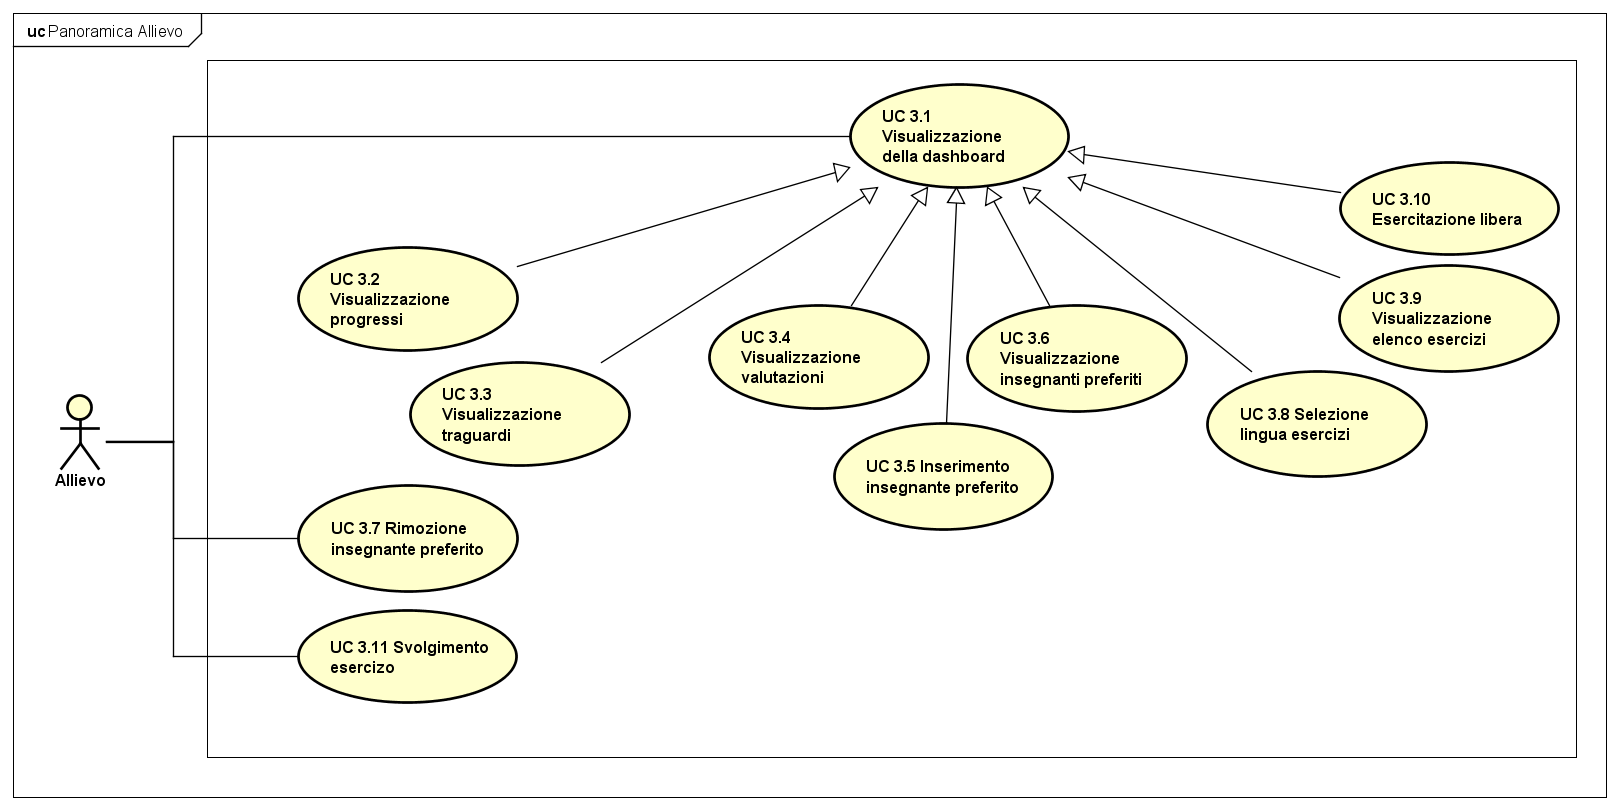 uc Panoramica Allievo
UC 3.1
Visualizzazione
della dashboard
UC 3.10
Esercitazione libera
UC 3.2
Visualizzazione
progressi
UC 3.9
Visualizzazione
elenco esercizi
UC 3.4
Visualizzazione
valutazioni
UC 3.6
Visualizzazione
insegnanti preferiti
UC 3.3
Visualizzazione
traguardi
UC 3.8 Selezione
lingua esercizi
UC 3.5 Inserimento
insegnante preferito
Allievo
UC 3.7 Rimozione
insegnante preferito
UC 3.11 Svolgimento
esercizo